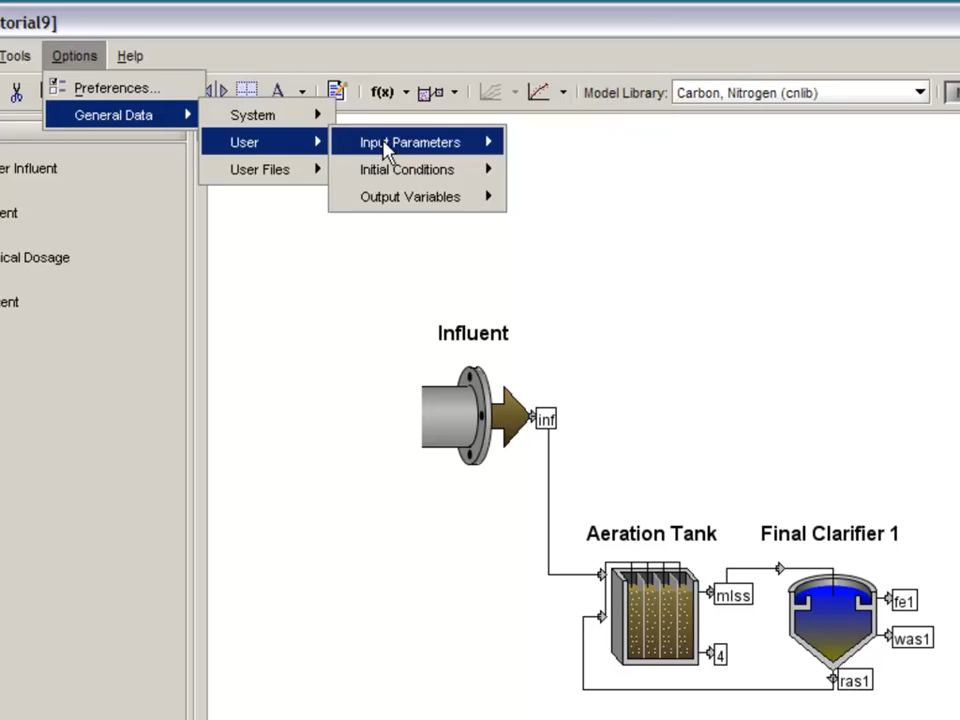 torial9]
Tools Options Help
Preferences...
A f(x) Model Library: Carbon, Nitrogen (cnlib)
General Data System
User Input Parameters
User Files Initial Conditions
Output Variables
er Influent
ent
ical Dosage
ent
Influent
inf
Aeration Tank Final Clarifier 1
mlss
fe1
was1
4
ras1